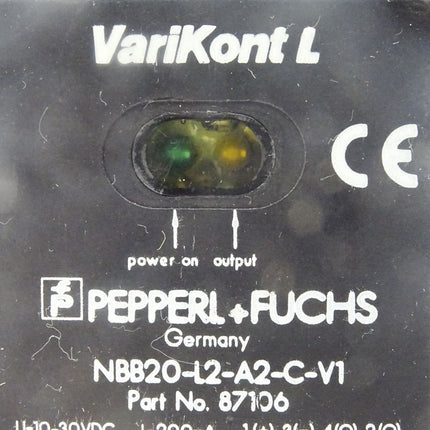 VariKont L
CE
power on output
PEPPERL+FUCHS
Germany
NBB20-L2-A2-C-V1
Part No. 87106